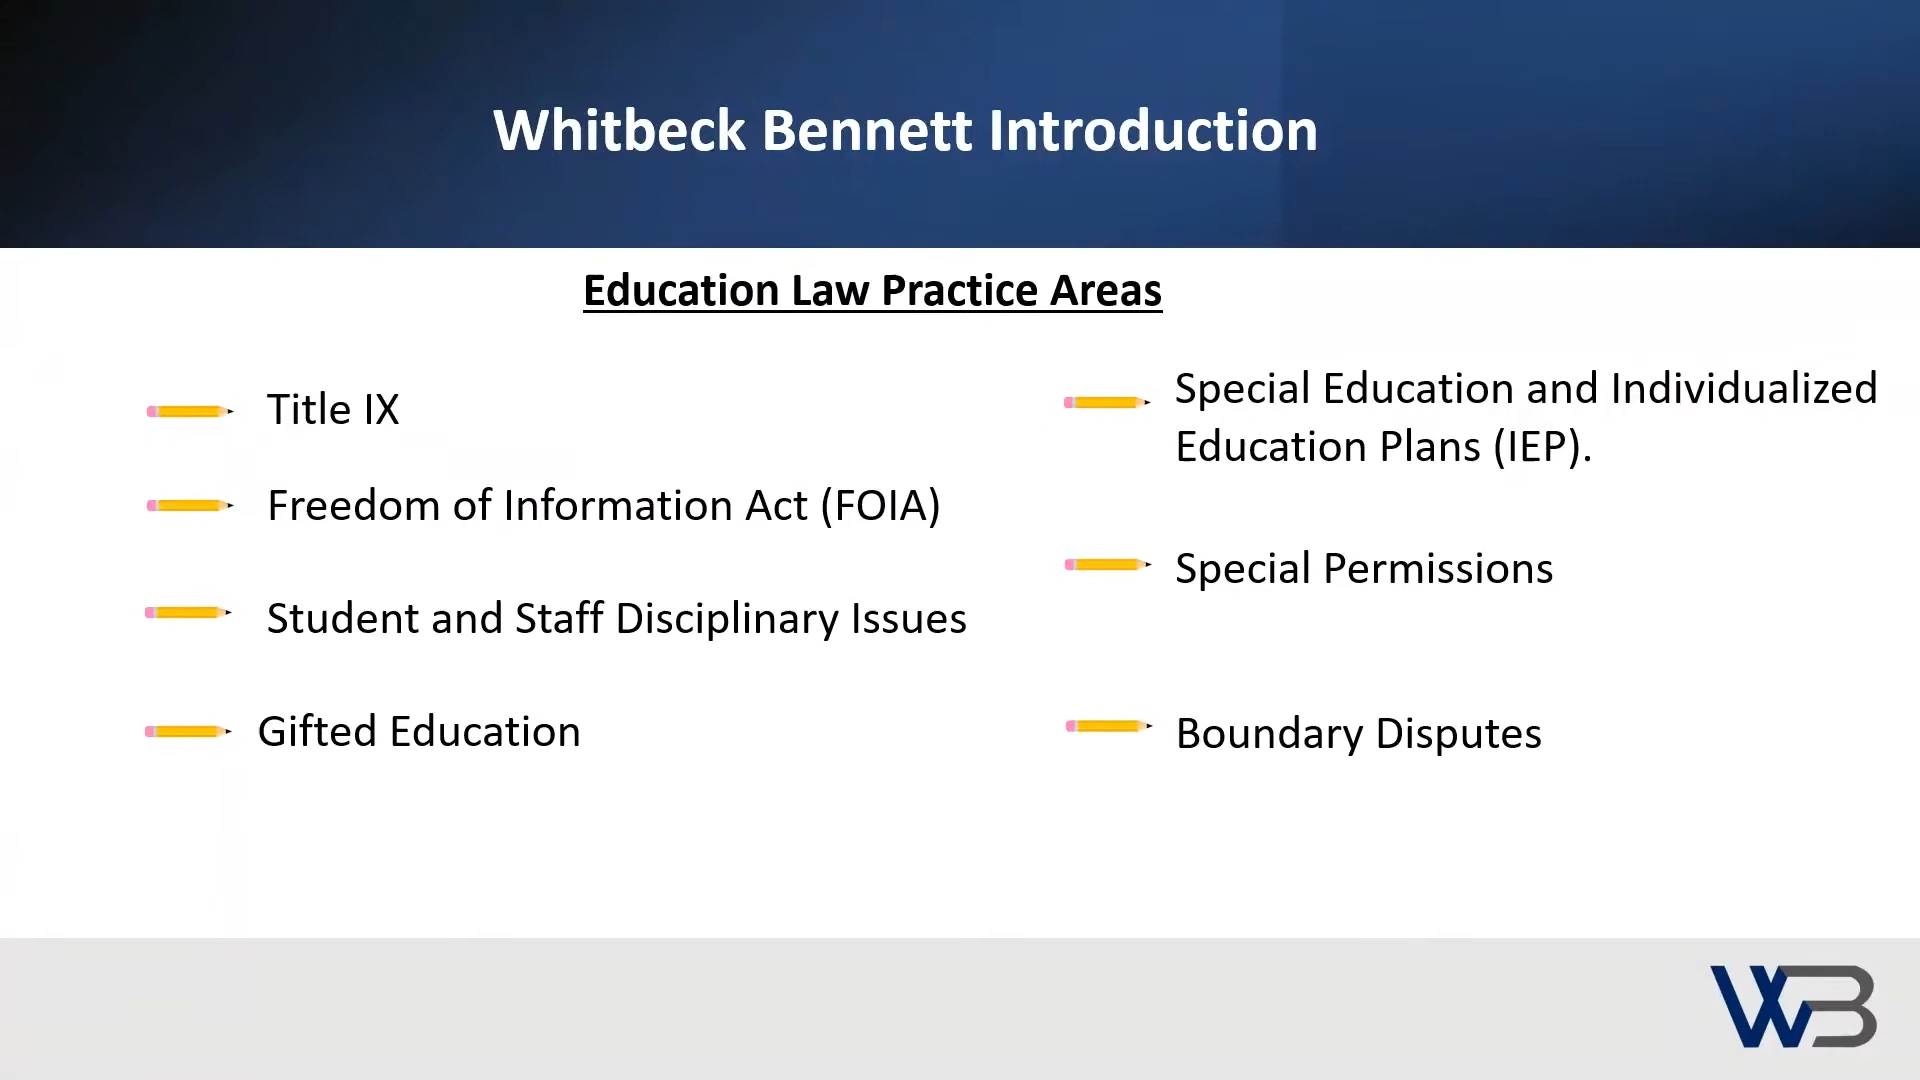 Whitbeck Bennett Introduction
Education Law Practice Areas
Title IX
Freedom of Information Act (FOIA)
Student and Staff Disciplinary Issues
Gifted Education
Special Education and Individualized
Education Plans (IEP).
Special Permissions
Boundary Disputes
WB